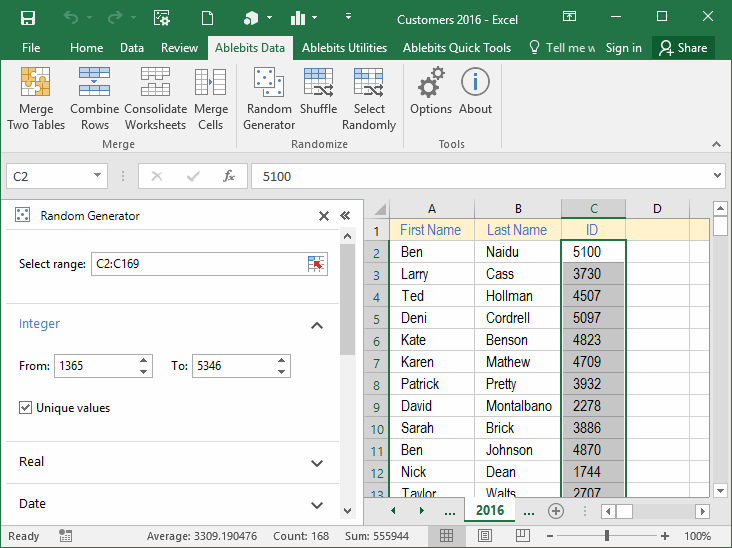 Customers 2016 - Excel
File Home Data Review Ablebits Data Ablebits Utilities Ablebits Quick Tools Tell me w Sign in Share
Merge Combine Consolidate Merge Random Shuffle Select Options About
Two Tables Rows Worksheets Cells Generator Randomly
Merge Randomize Tools
C2 fx 5100
Random Generator
Select range: C2:C169
Integer
From: 1365 To: 5346
Unique values
Real
Date
A B C D
1 First Name Last Name ID
2 Ben Naidu 5100
3 Larry Cass 3730
4 Ted Hollman 4507
5 Deni Cordrell 5097
6 Kate Benson 4823
7 Karen Mathew 4709
8 Patrick Pretty 3932
9 David Montalbano 2278
10 Sarah Brick 3886
11 Ben Johnson 4870
12 Nick Dean 1744
13 Taylor Walts 2707
... 2016 ...
Ready Average: 3309.190476 Count: 168 Sum: 555944 100%